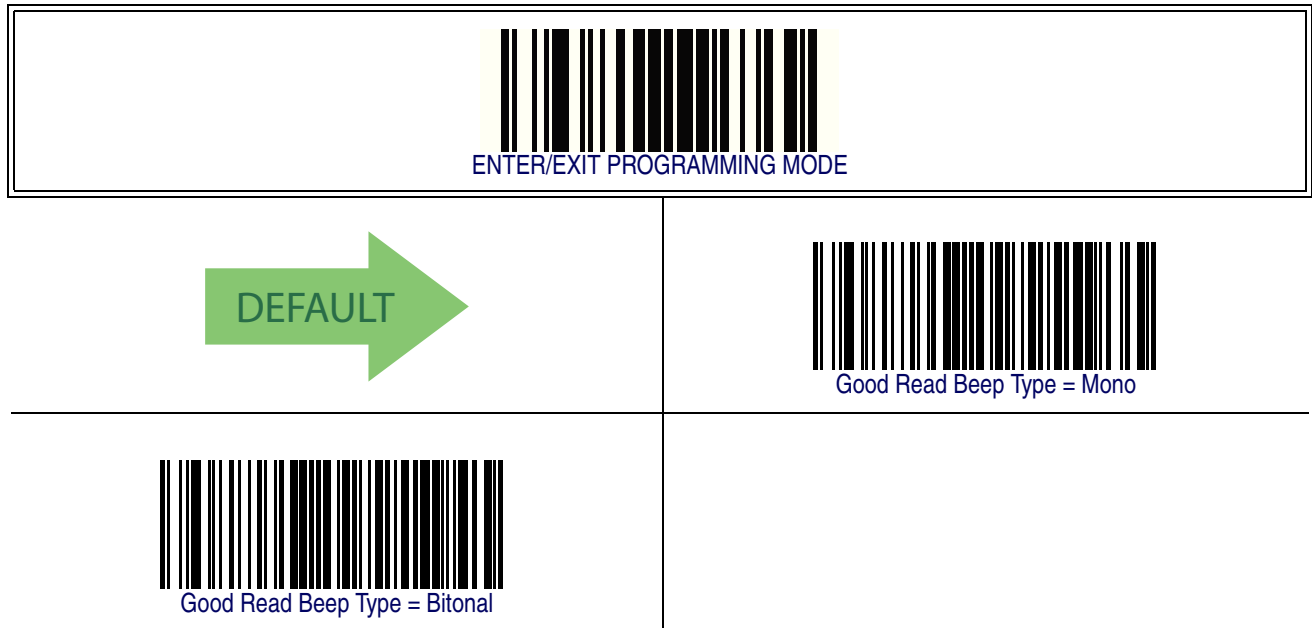 ENTER/EXIT PROGRAMMING MODE
DEFAULT
Good Read Beep Type = Mono
Good Read Beep Type = Bitonal